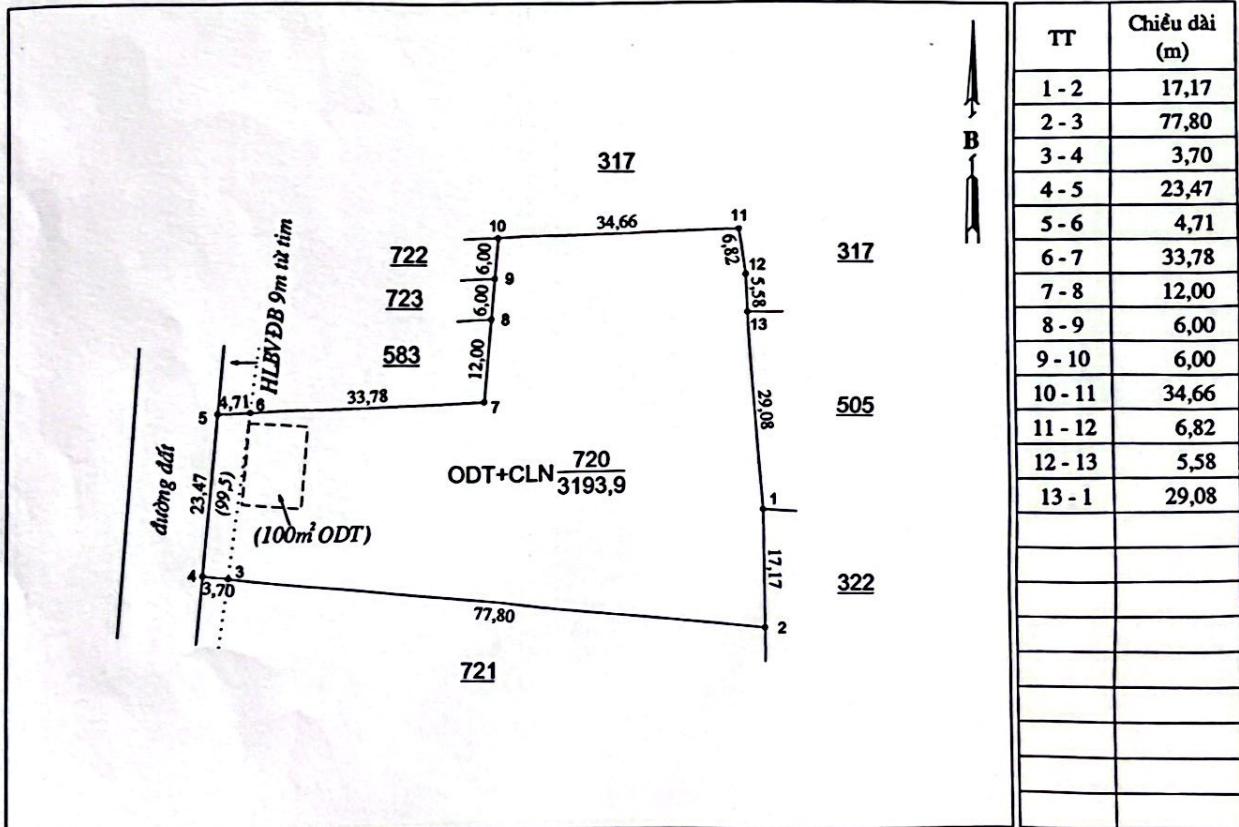 317
10
34,66
11
722
6,00
9
6,82
12
317
723
6,00
8
5,58
13
HLBVĐB 9m từ tim
583
12,00
B
4,71
6
33,78
7
5
29,08
505
đường đất
23,47
(99,5)
ODT+CLN 720
3193,9
(100m² ODT)
1
4
3,70
3
17,17
322
77,80
2
721
TT Chiều dài
(m)
1 - 2 17,17
2 - 3 77,80
3 - 4 3,70
4 - 5 23,47
5 - 6 4,71
6 - 7 33,78
7 - 8 12,00
8 - 9 6,00
9 - 10 6,00
10 - 11 34,66
11 - 12 6,82
12 - 13 5,58
13 - 1 29,08